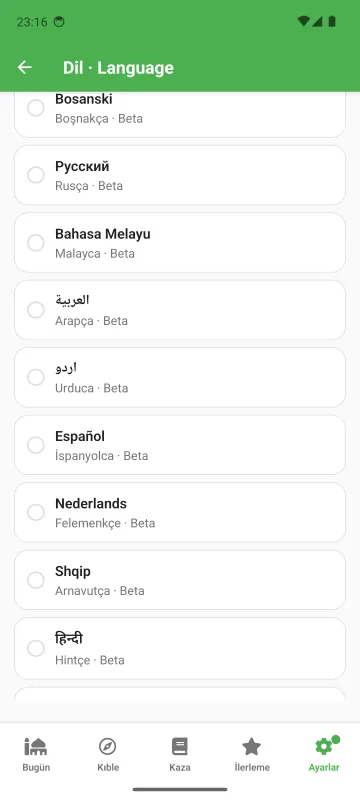 23:16
Dil · Language
Bosanski
Boşnakça · Beta
Русский
Rusça · Beta
Bahasa Melayu
Malayca · Beta
العربية
Arapça · Beta
اردو
Urduca · Beta
Español
İspanyolca · Beta
Nederlands
Felemenkçe · Beta
Shqip
Arnavutça · Beta
हिन्दी
Hintçe · Beta
Bugün
Kıble
Kaza
İlerleme
Ayarlar